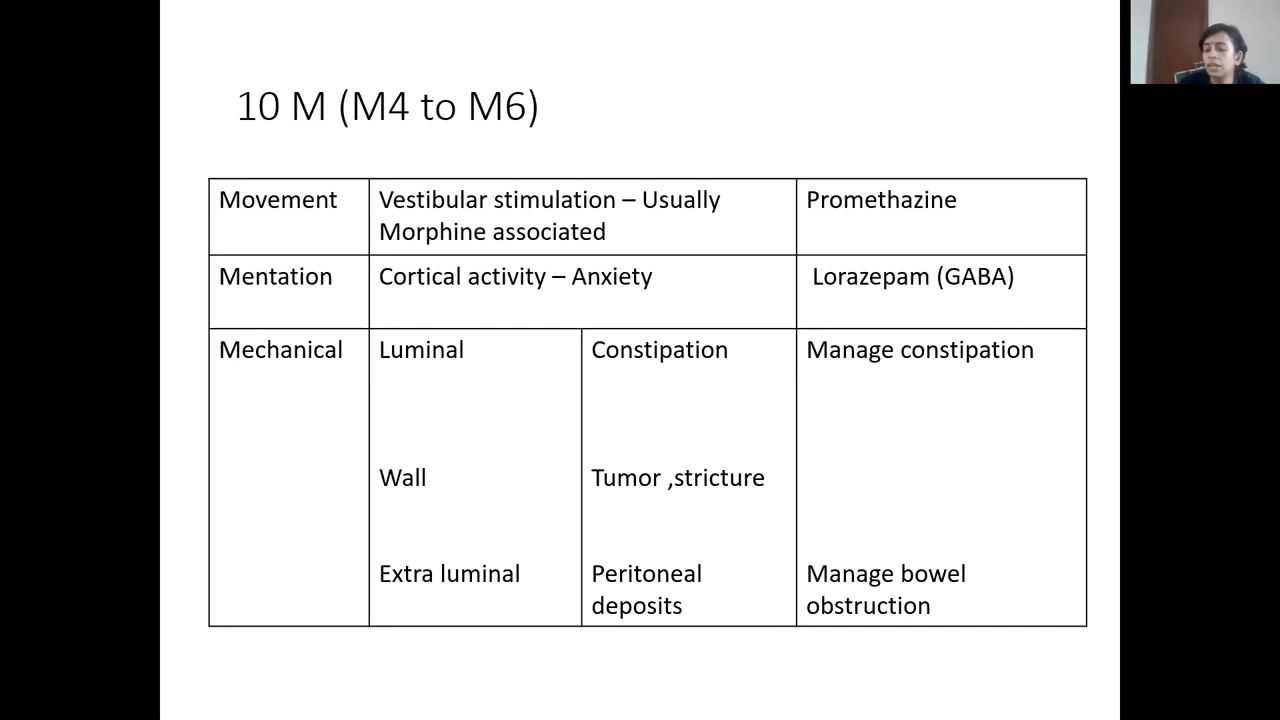 10 M (M4 to M6)
Movement
Vestibular stimulation – Usually
Morphine associated
Promethazine
Mentation
Cortical activity – Anxiety
Lorazepam (GABA)
Mechanical
Luminal
Constipation
Manage constipation
Wall
Tumor ,stricture
Extra luminal
Peritoneal
deposits
Manage bowel
obstruction